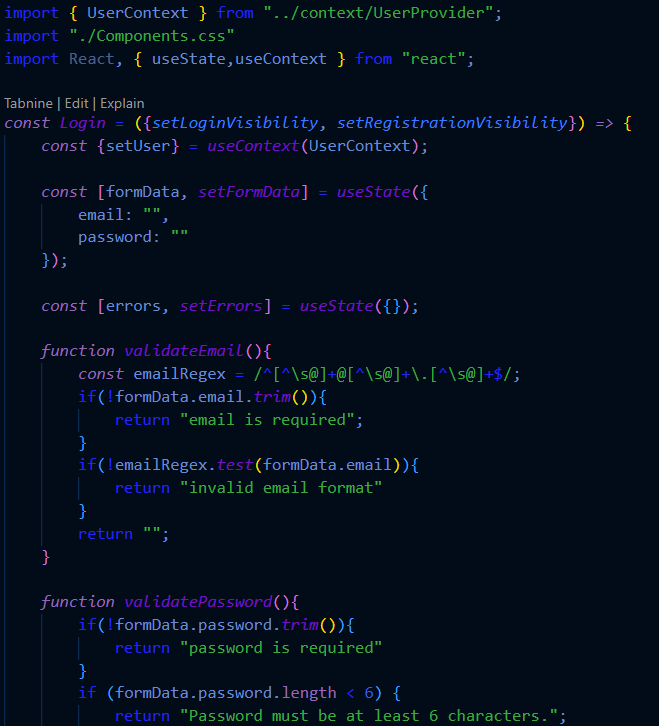 import { UserContext } from "../context/UserProvider";
import "./Components.css"
import React, { useState,useContext } from "react";
Tabnine | Edit | Explain
const Login = ({setLoginVisibility, setRegistrationVisibility}) => {
    const {setUser} = useContext(UserContext);
    const [formData, setFormData] = useState({
        email: "",
        password: ""
    });
    const [errors, setErrors] = useState({});
    function validateEmail(){
        const emailRegex = /^[^\s@]+@[^\s@]+\.[^\s@]+$/;
        if(!formData.email.trim()){
            return "email is required";
        }
        if(!emailRegex.test(formData.email)){
            return "invalid email format"
        }
        return "";
    }
    function validatePassword(){
        if(!formData.password.trim()){
            return "password is required"
        }
        if (formData.password.length < 6) {
            return "Password must be at least 6 characters.";